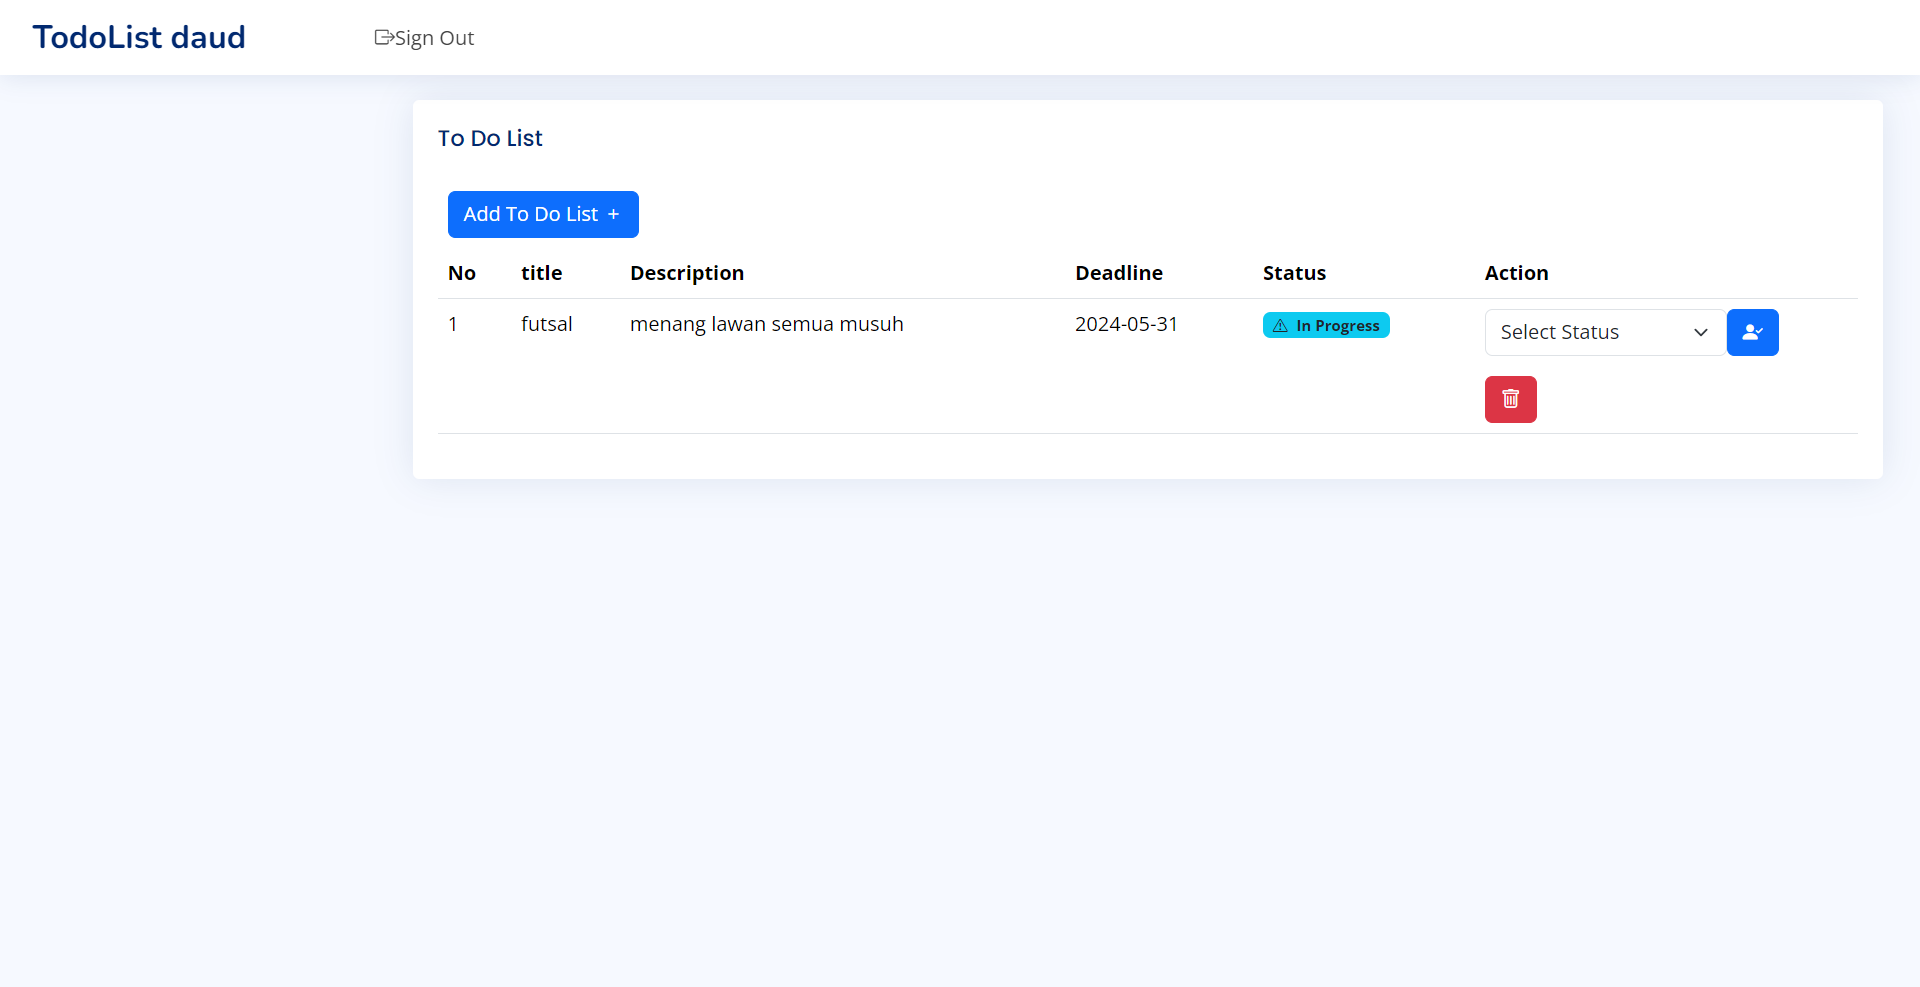 TodoList daud
Sign Out
To Do List
Add To Do List +
No title Description Deadline Status Action
1 futsal menang lawan semua musuh 2024-05-31 In Progress Select Status